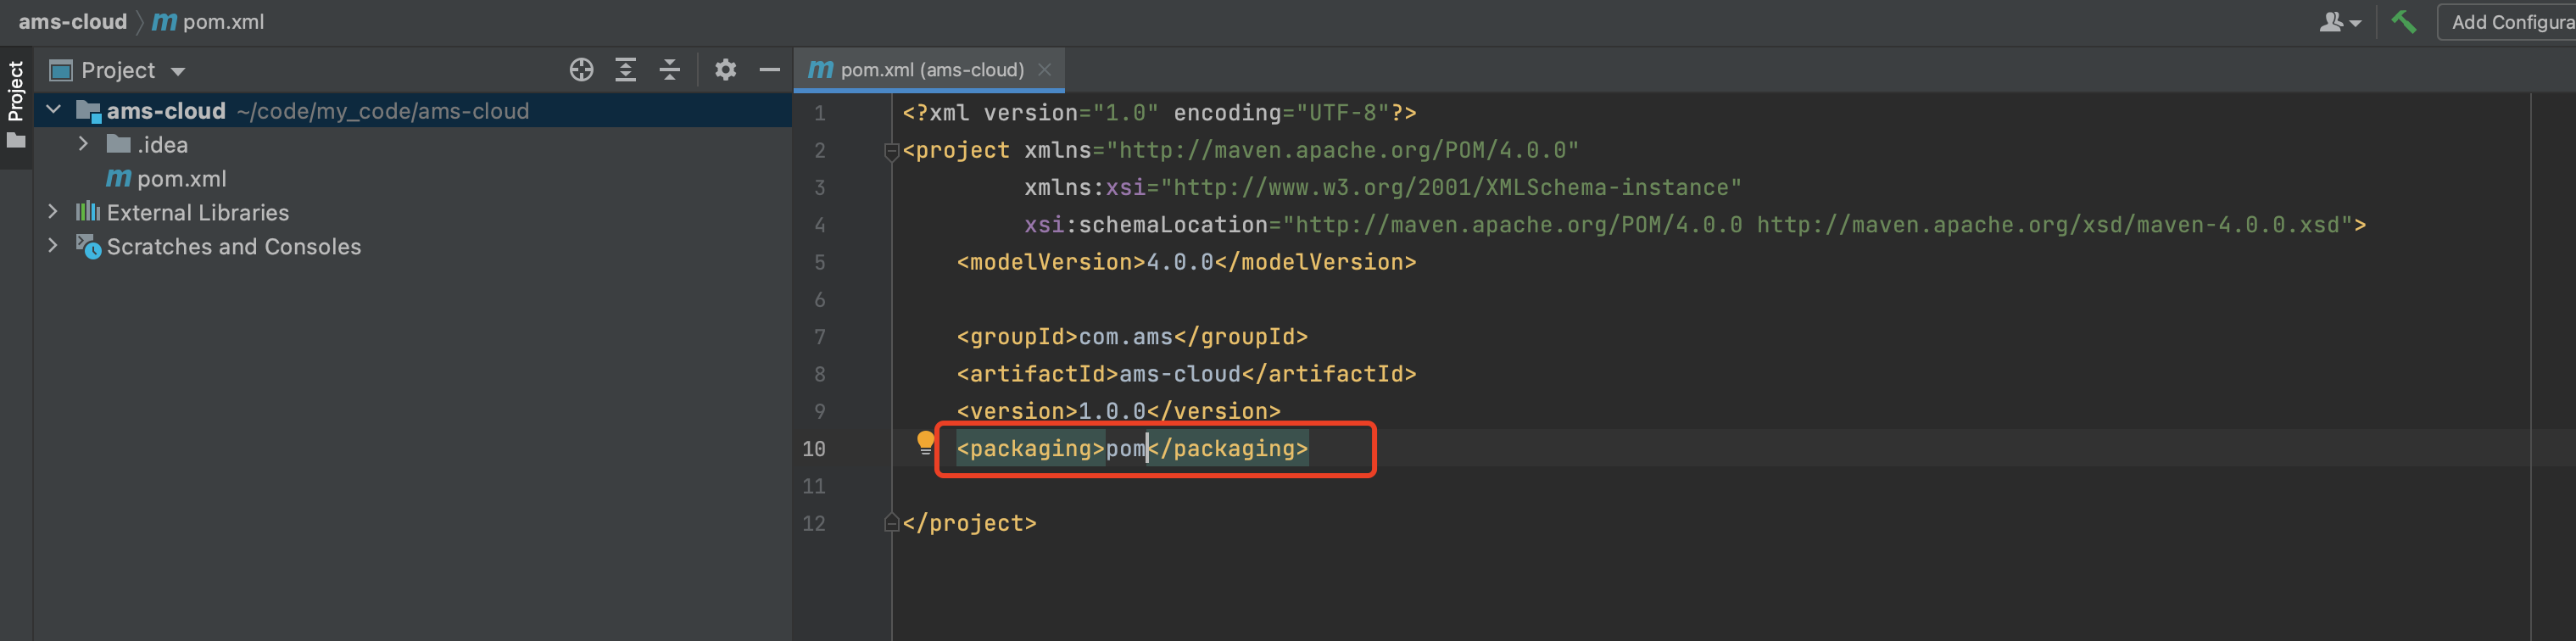 ams-cloud pom.xml
Add Configura
Project
Project
pom.xml (ams-cloud)
ams-cloud ~/code/my_code/ams-cloud
.idea
pom.xml
External Libraries
Scratches and Consoles
1 <?xml version="1.0" encoding="UTF-8"?>
2 <project xmlns="http://maven.apache.org/POM/4.0.0"
3 xmlns:xsi="http://www.w3.org/2001/XMLSchema-instance"
4 xsi:schemaLocation="http://maven.apache.org/POM/4.0.0 http://maven.apache.org/xsd/maven-4.0.0.xsd">
5 <modelVersion>4.0.0</modelVersion>
6
7 <groupId>com.ams</groupId>
8 <artifactId>ams-cloud</artifactId>
9 <version>1.0.0</version>
10 <packaging>pom</packaging>
11
12 </project>